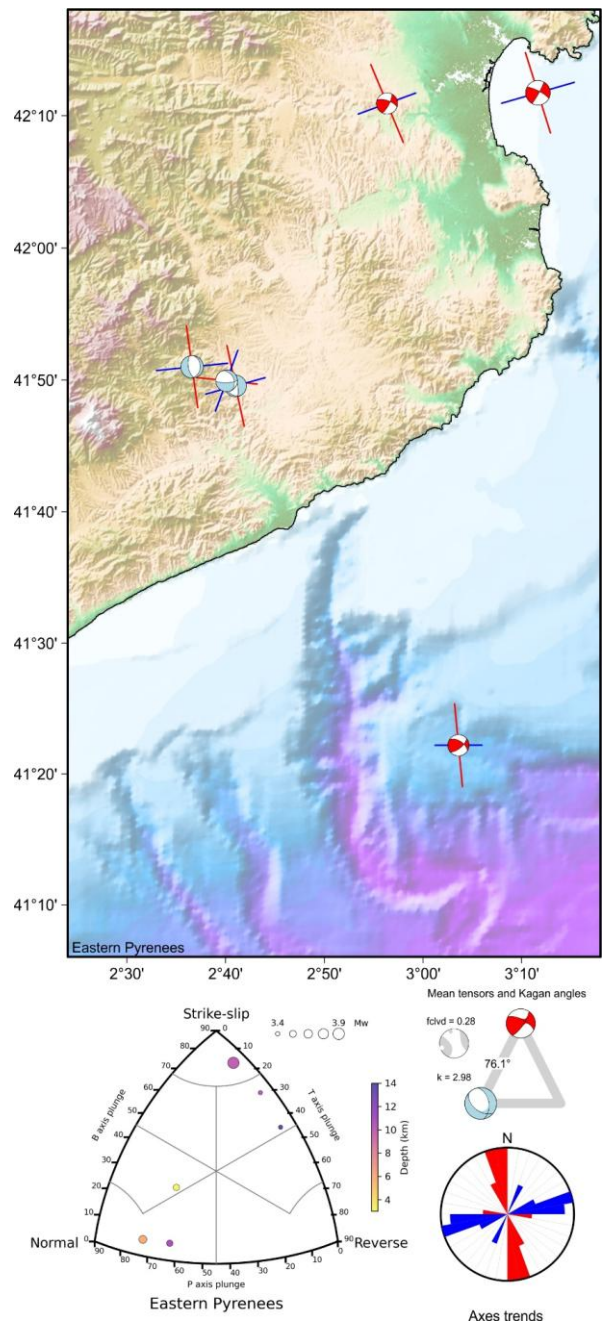 42°10'
42°00'
41°50'
41°40'
41°30'
41°20'
41°10'
Eastern Pyrenees
2°30' 2°40' 2°50' 3°00' 3°10'
Mean tensors and Kagan angles
Strike-slip
3.4 3.9 Mw
fclvd = 0.28
76.1°
k = 2.98
90 80 70 60 50 40 30 20 10 0
B axis plunge
0 10 20 30 40 50 60 70 80 90
T axis plunge
14
12
10
8
6
4
Depth (km)
N
Normal
Reverse
90 80 70 60 50 40 30 20 10 0
P axis plunge
Eastern Pyrenees
Axes trends